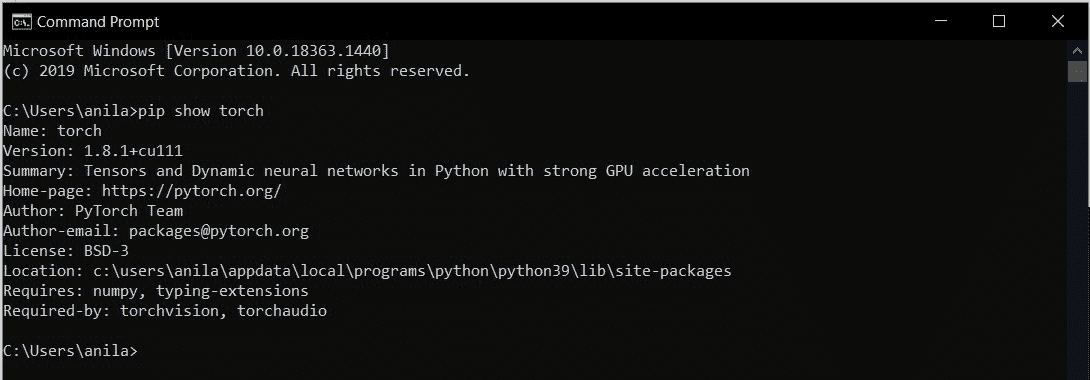 Command Prompt
Microsoft Windows [Version 10.0.18363.1440]
(c) 2019 Microsoft Corporation. All rights reserved.
C:\Users\anila>pip show torch
Name: torch
Version: 1.8.1+cu111
Summary: Tensors and Dynamic neural networks in Python with strong GPU acceleration
Home-page: https://pytorch.org/
Author: PyTorch Team
Author-email: packages@pytorch.org
License: BSD-3
Location: c:\users\anila\appdata\local\programs\python\python39\lib\site-packages
Requires: numpy, typing-extensions
Required-by: torchvision, torchaudio
C:\Users\anila>